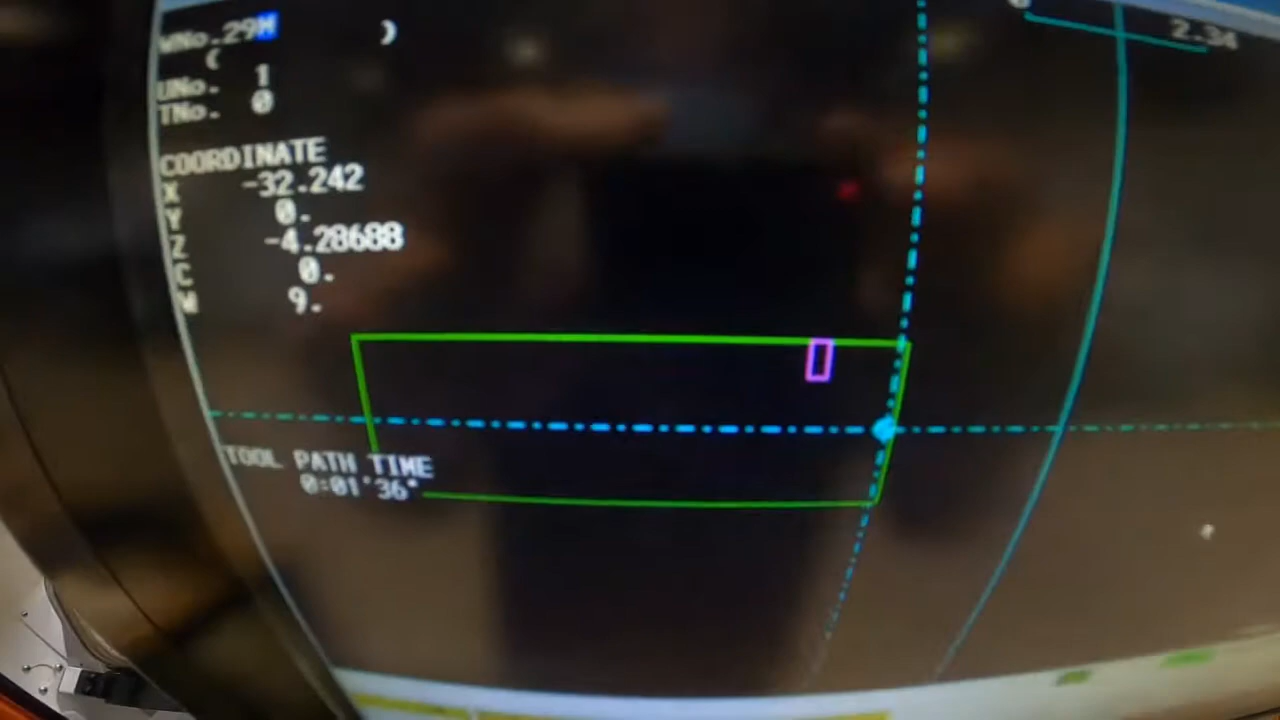 WNo.29M )
(
UNo. 1
TNo. 0
COORDINATE
X -32.242
Y 0.
Z -4.28688
C 0.
W 9.
TOOL PATH TIME
0:01'36"
2.34